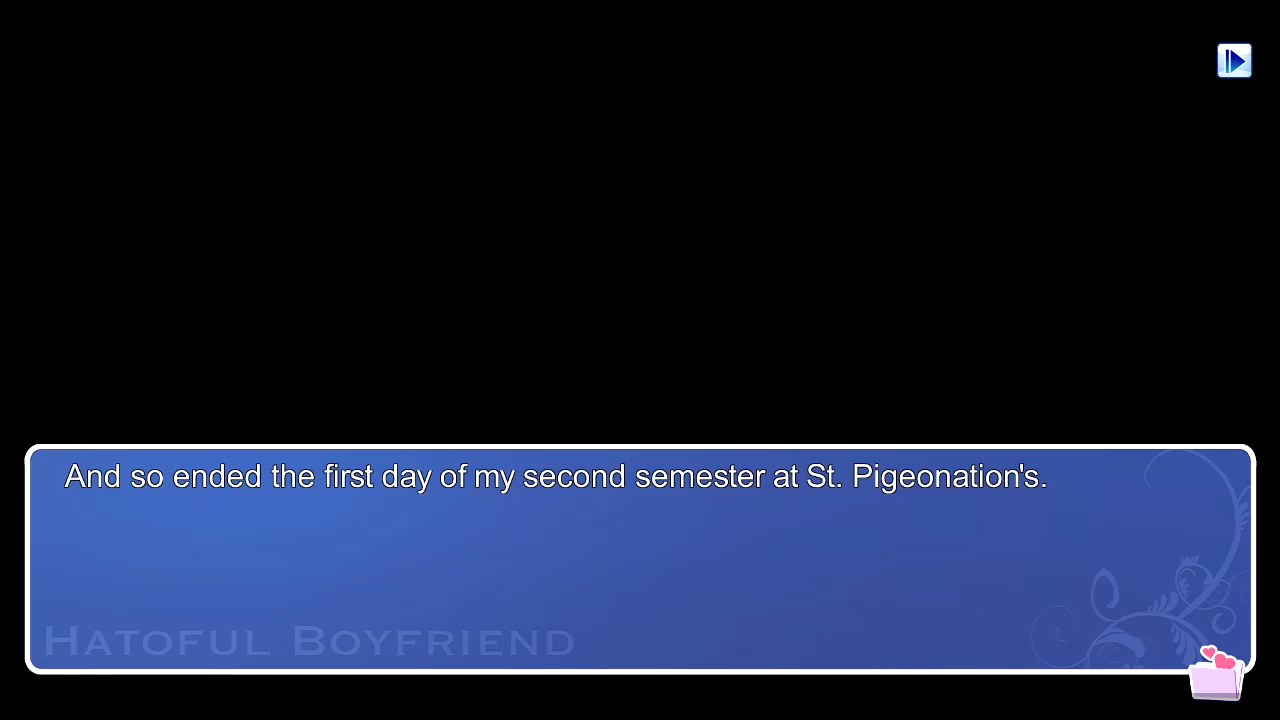 And so ended the first day of my second semester at St. Pigeonation's.
HATOFUL BOYFRIEND